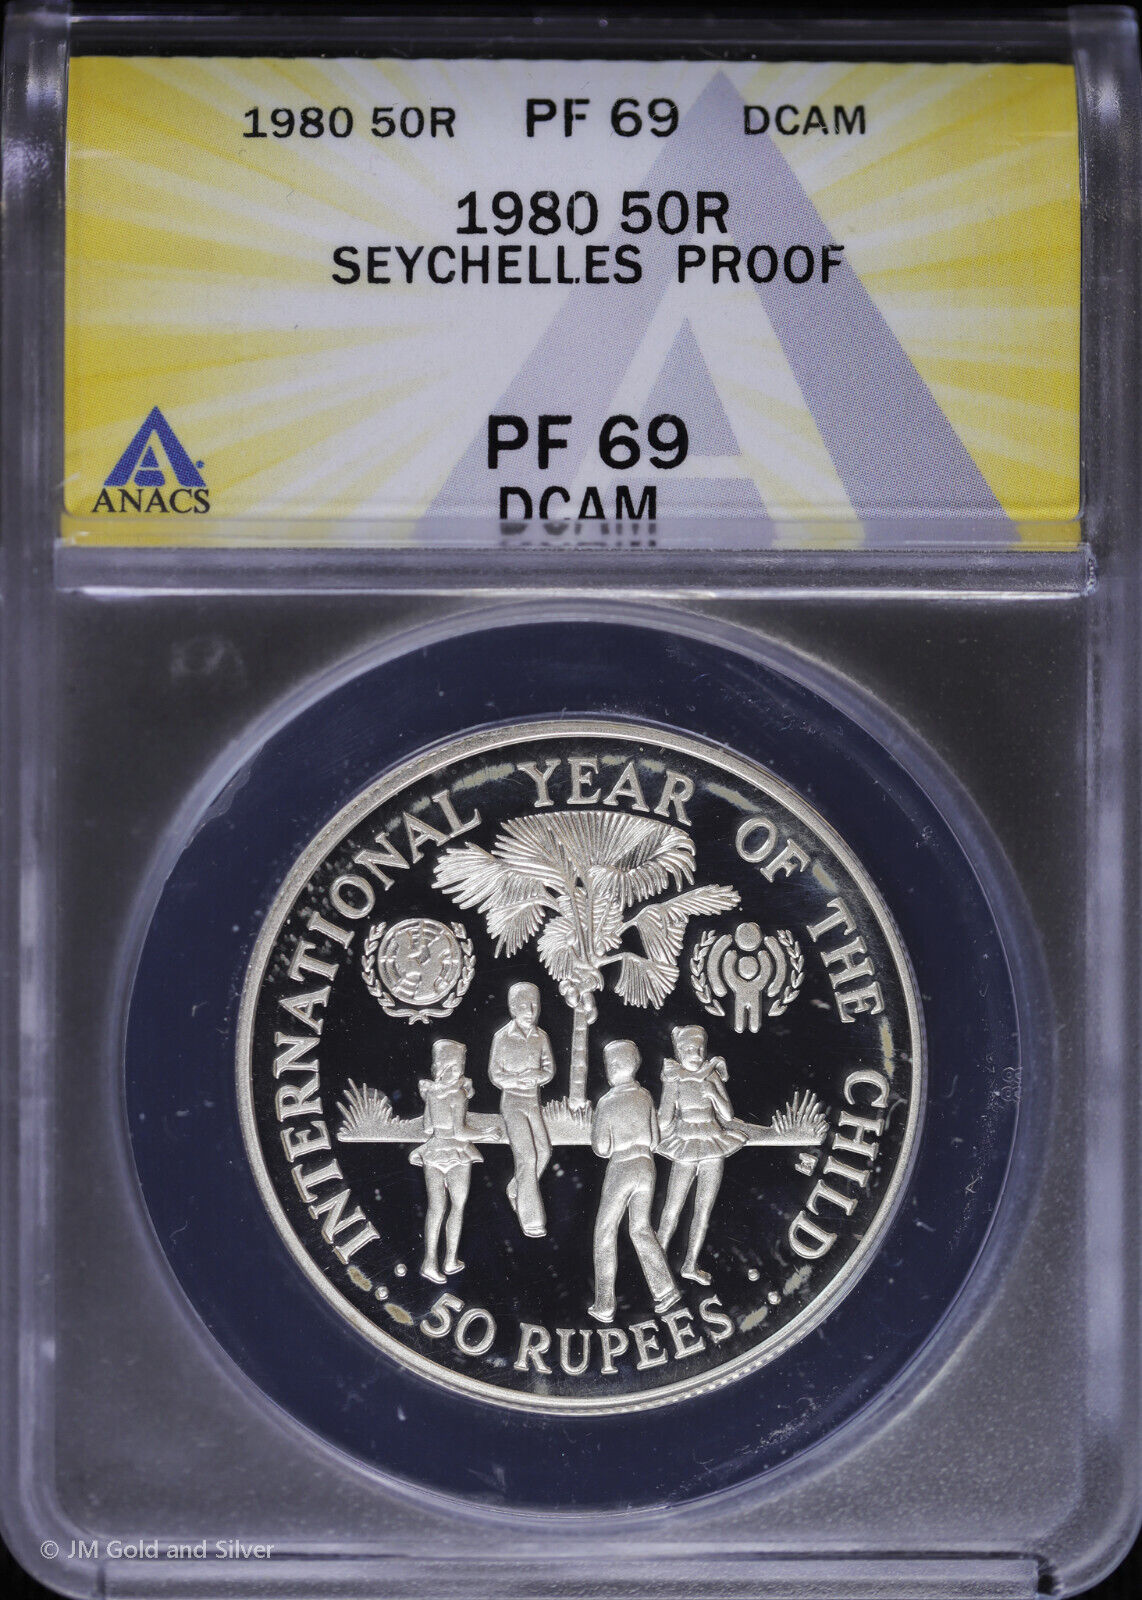 1980 50R PF 69 DCAM
1980 50R
SEYCHELLES PROOF
PF 69
DCAM
ANACS
INTERNATIONAL YEAR OF THE CHILD
50 RUPEES
© JM Gold and Silver